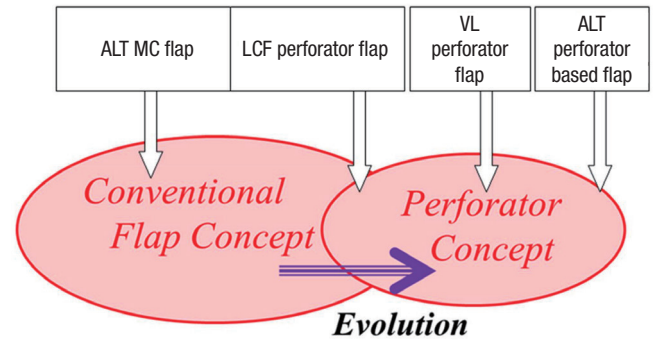 ALT MC flap
LCF perforator flap
VL
perforator
flap
ALT
perforator
based flap
Conventional
Flap Concept
Perforator
Concept
Evolution